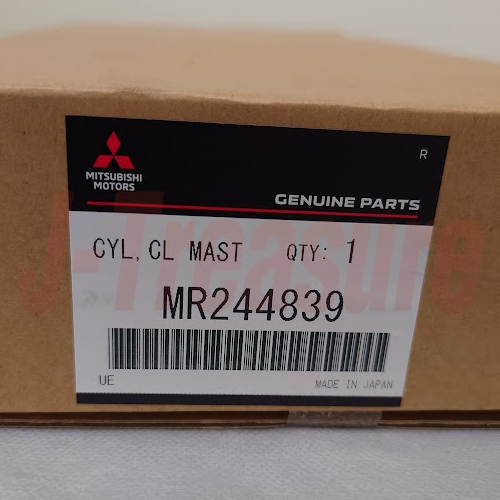 R
MITSUBISHI
MOTORS
GENUINE PARTS
CYL, CL MAST QTY: 1
MR244839
UE MADE IN JAPAN
J-Treasure